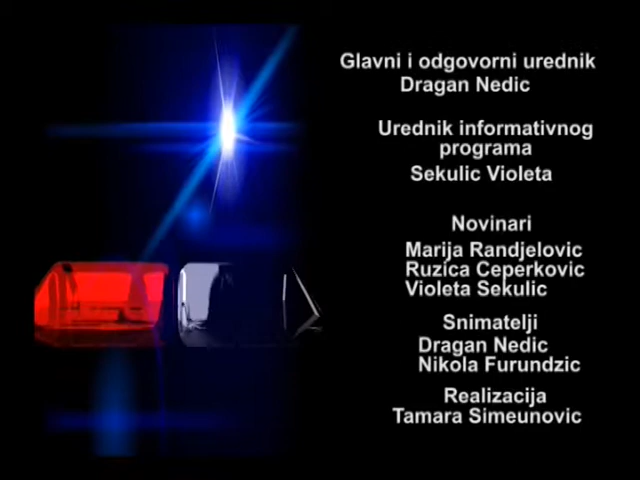 Glavni i odgovorni urednik
Dragan Nedic
Urednik informativnog
programa
Sekulic Violeta
Novinari
Marija Randjelovic
Ruzica Ceperkovic
Violeta Sekulic
Snimatelji
Dragan Nedic
Nikola Furundzic
Realizacija
Tamara Simeunovic